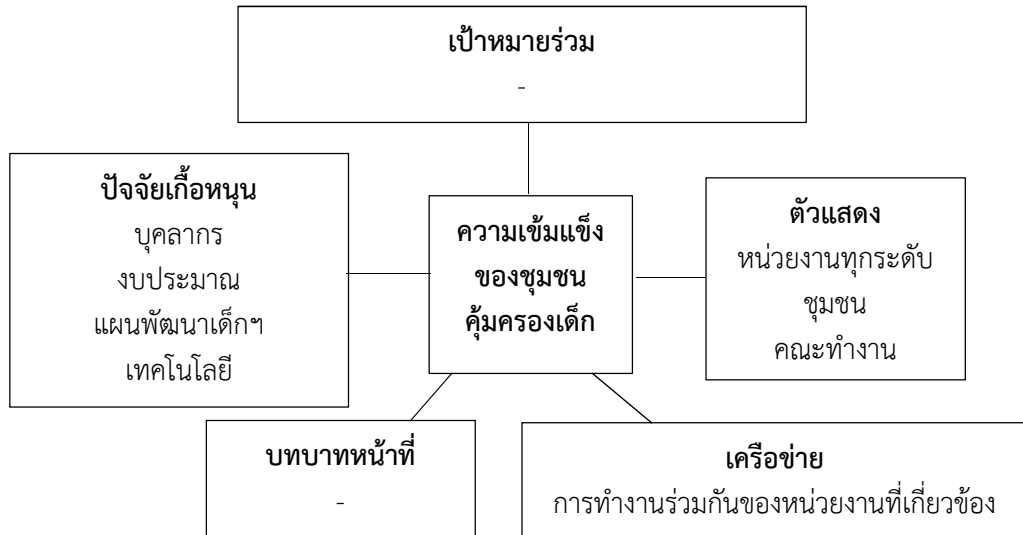 เป้าหมายร่วม
-
ปัจจัยเกื้อหนุน
บุคลากร
งบประมาณ
แผนพัฒนาเด็กฯ
เทคโนโลยี
ความเข้มแข็ง
ของชุมชน
คุ้มครองเด็ก
ตัวแสดง
หน่วยงานทุกระดับ
ชุมชน
คณะทำงาน
บทบาทหน้าที่
-
เครือข่าย
การทำงานร่วมกันของหน่วยงานที่เกี่ยวข้อง